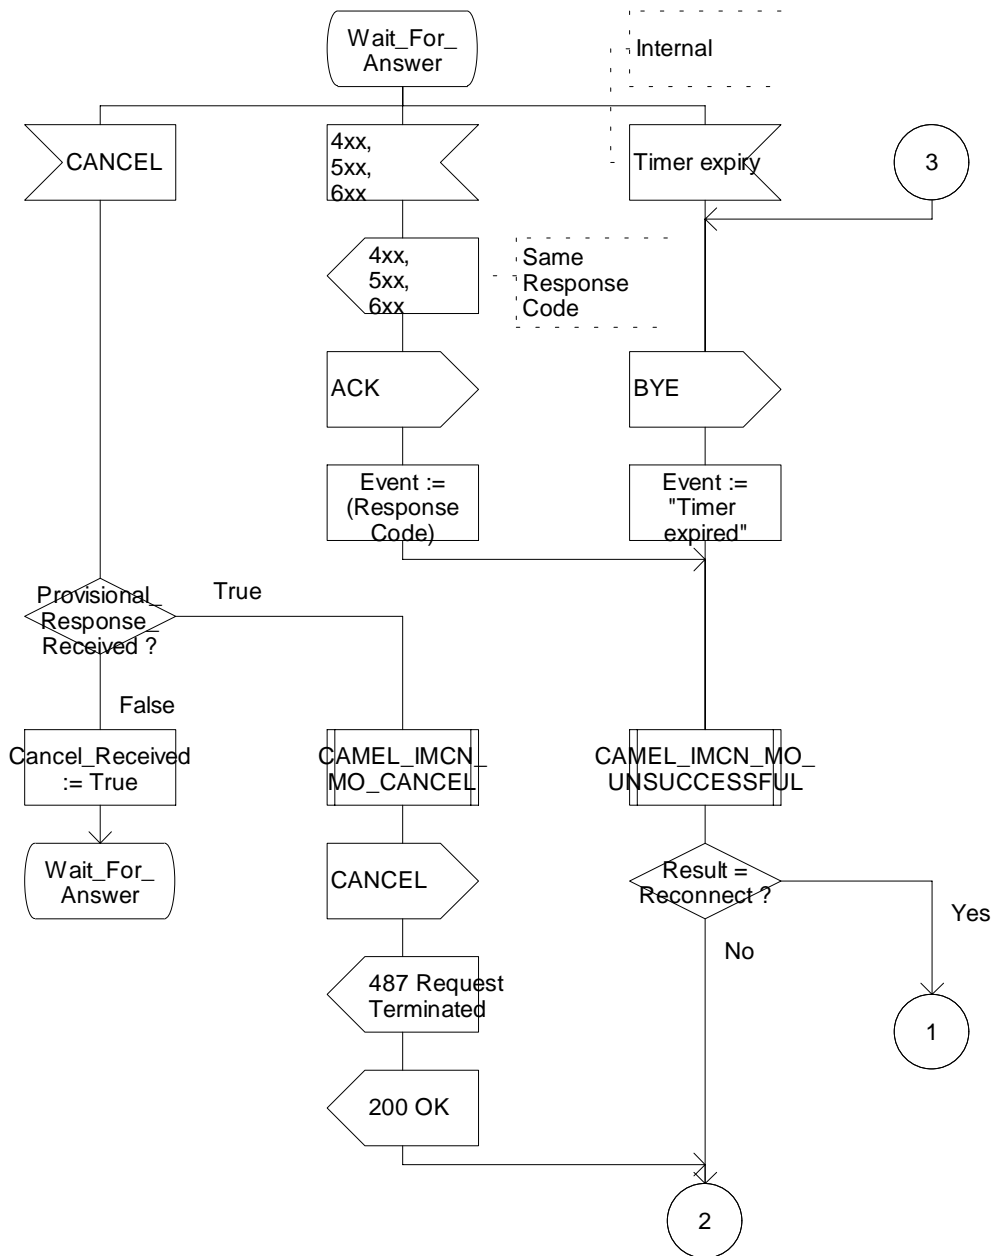 Wait_For_
Answer
Internal
CANCEL
4xx,
5xx,
6xx
Timer expiry
3
4xx,
5xx,
6xx
Same
Response
Code
ACK
BYE
Event :=
(Response
Code)
Event :=
"Timer
expired"
Provisional_
Response_
Received ?
True
False
Cancel_Received
:= True
CAMEL_IMCN_
MO_CANCEL
CAMEL_IMCN_MO_
UNSUCCESSFUL
Wait_For_
Answer
CANCEL
Result =
Reconnect ?
Yes
No
487 Request
Terminated
1
200 OK
2